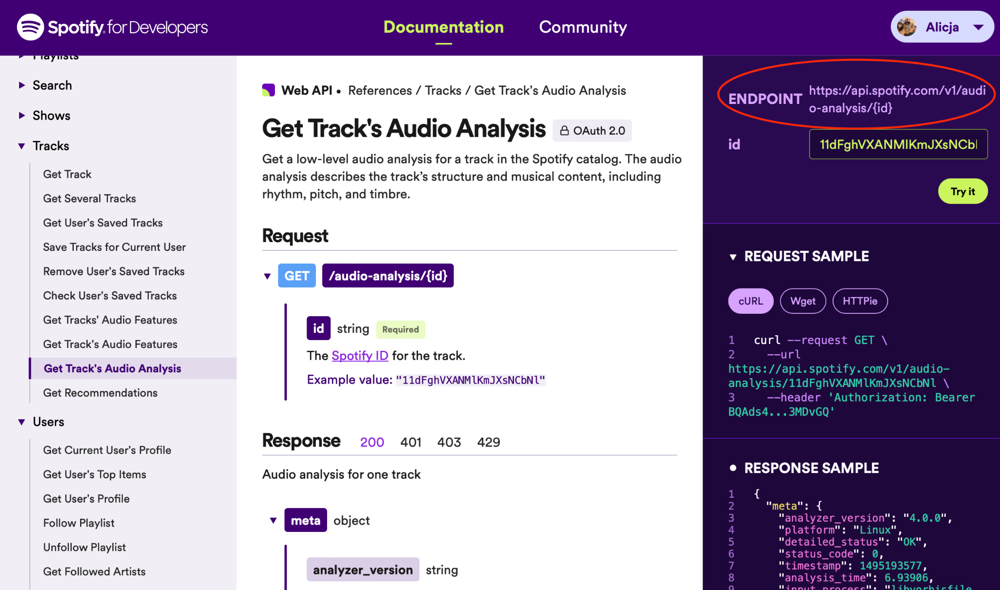 Spotify® for Developers
Documentation
Community
Alicja
Playlists
Search
Shows
Tracks
Get Track
Get Several Tracks
Get User's Saved Tracks
Save Tracks for Current User
Remove User's Saved Tracks
Check User's Saved Tracks
Get Tracks' Audio Features
Get Track's Audio Features
Get Track's Audio Analysis
Get Recommendations
Users
Get Current User's Profile
Get User's Top Items
Get User's Profile
Follow Playlist
Unfollow Playlist
Get Followed Artists
Web API • References / Tracks / Get Track's Audio Analysis
Get Track's Audio Analysis OAuth 2.0
Get a low-level audio analysis for a track in the Spotify catalog. The audio
analysis describes the track’s structure and musical content, including
rhythm, pitch, and timbre.
Request
GET /audio-analysis/{id}
id string Required
The Spotify ID for the track.
Example value: "11dFghVXANMlKmJXsNCbNl"
Response 200 401 403 429
Audio analysis for one track
meta object
analyzer_version string
ENDPOINT https://api.spotify.com/v1/audi
o-analysis/{id}
id 11dFghVXANMlKmJXsNCb
Try it
REQUEST SAMPLE
cURL Wget HTTPie
1 curl --request GET \
2 --url
https://api.spotify.com/v1/audio-
analysis/11dFghVXANMlKmJXsNCbNl \
3 --header 'Authorization: Bearer
BQAds4...3MDvGQ'
RESPONSE SAMPLE
1 {
2 "meta": {
3 "analyzer_version": "4.0.0",
4 "platform": "Linux",
5 "detailed_status": "OK",
6 "status_code": 0,
7 "timestamp": 1495193577,
8 "analysis_time": 6.93906,
9 "input_process": "libvorbisfile